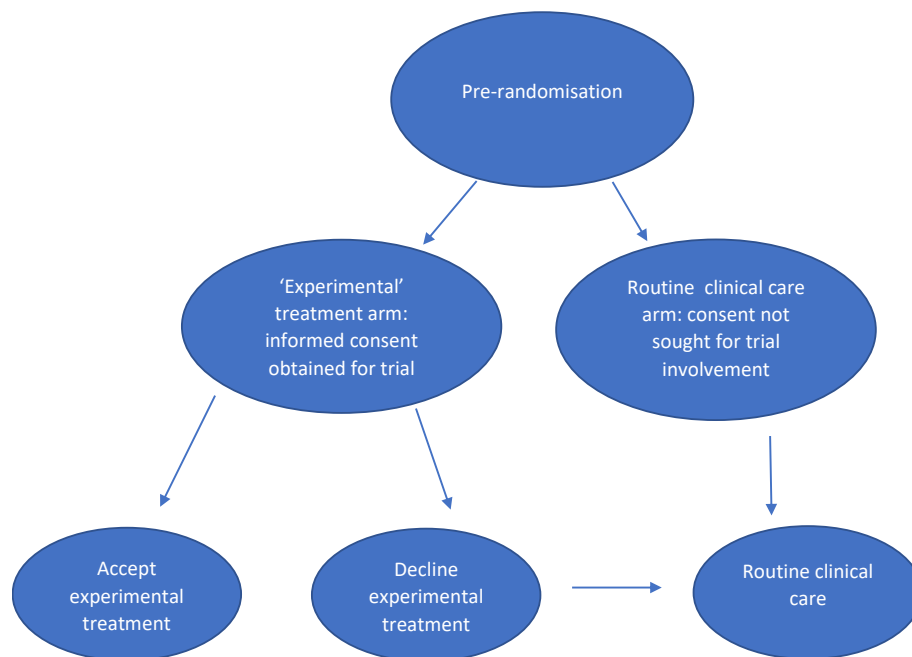 Pre-randomisation
‘Experimental’
treatment arm:
informed consent
obtained for trial
Routine  clinical care
arm: consent not
sought for trial
involvement
Accept
experimental
treatment
Decline
experimental
treatment
Routine clinical
care